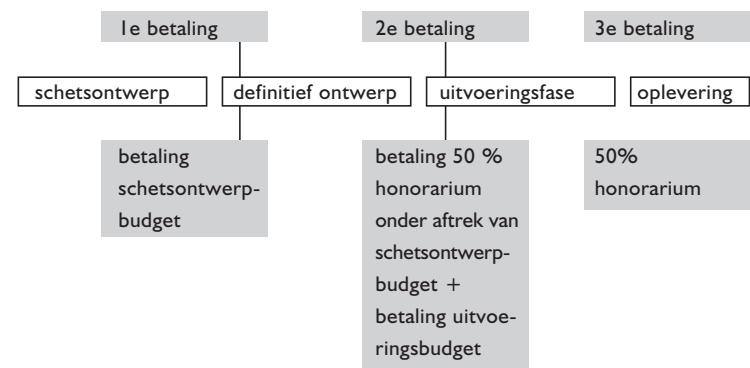 1e betaling
2e betaling
3e betaling
schetsontwerp
definitief ontwerp
uitvoeringsfase
oplevering
betaling
schetsontwerp-
budget
betaling 50 %
honorarium
onder aftrek van
schetsontwerp-
budget +
betaling uitvoe-
ringsbudget
50%
honorarium